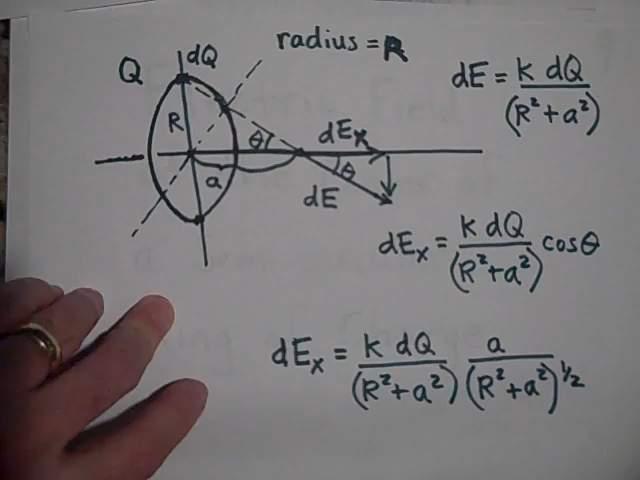 radius = R
Q dQ
R θ dEx
a θ
dE
dE = k dQ / (R² + a²)
dEx = k dQ / (R² + a²) cosθ
dEx = k dQ / (R² + a²) a / (R² + a²)^1/2